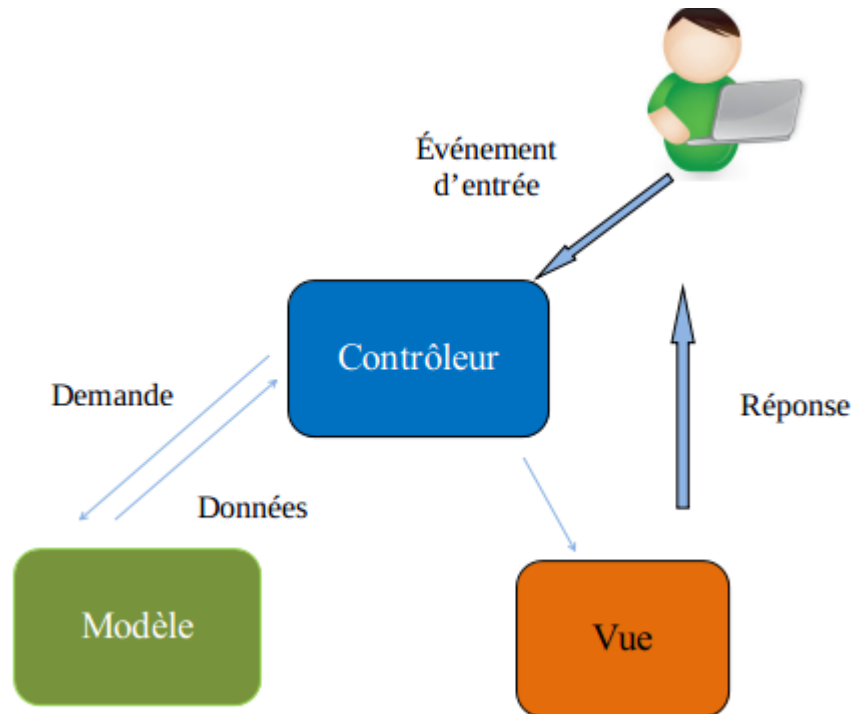 Événement
d’entrée
Contrôleur
Demande
Réponse
Données
Modèle
Vue